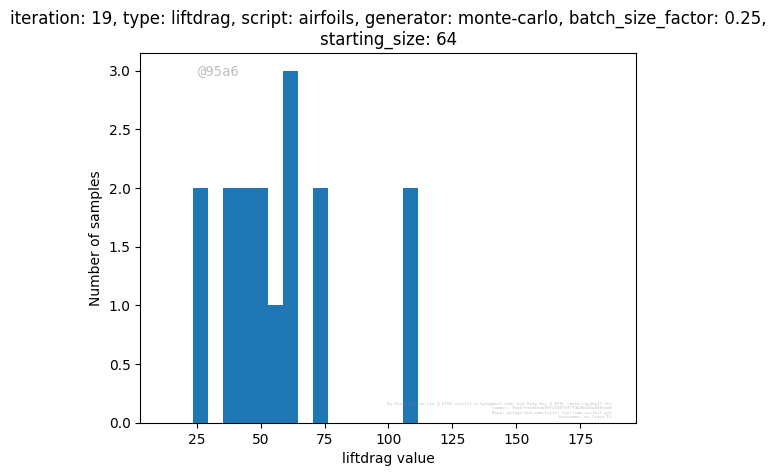 iteration: 19, type: liftdrag, script: airfoils, generator: monte-carlo, batch_size_factor: 0.25,
starting_size: 64
@95a6
3.0
2.5
2.0
1.5
1.0
0.5
0.0
Number of samples
25 50 75 100 125 150 175
liftdrag value